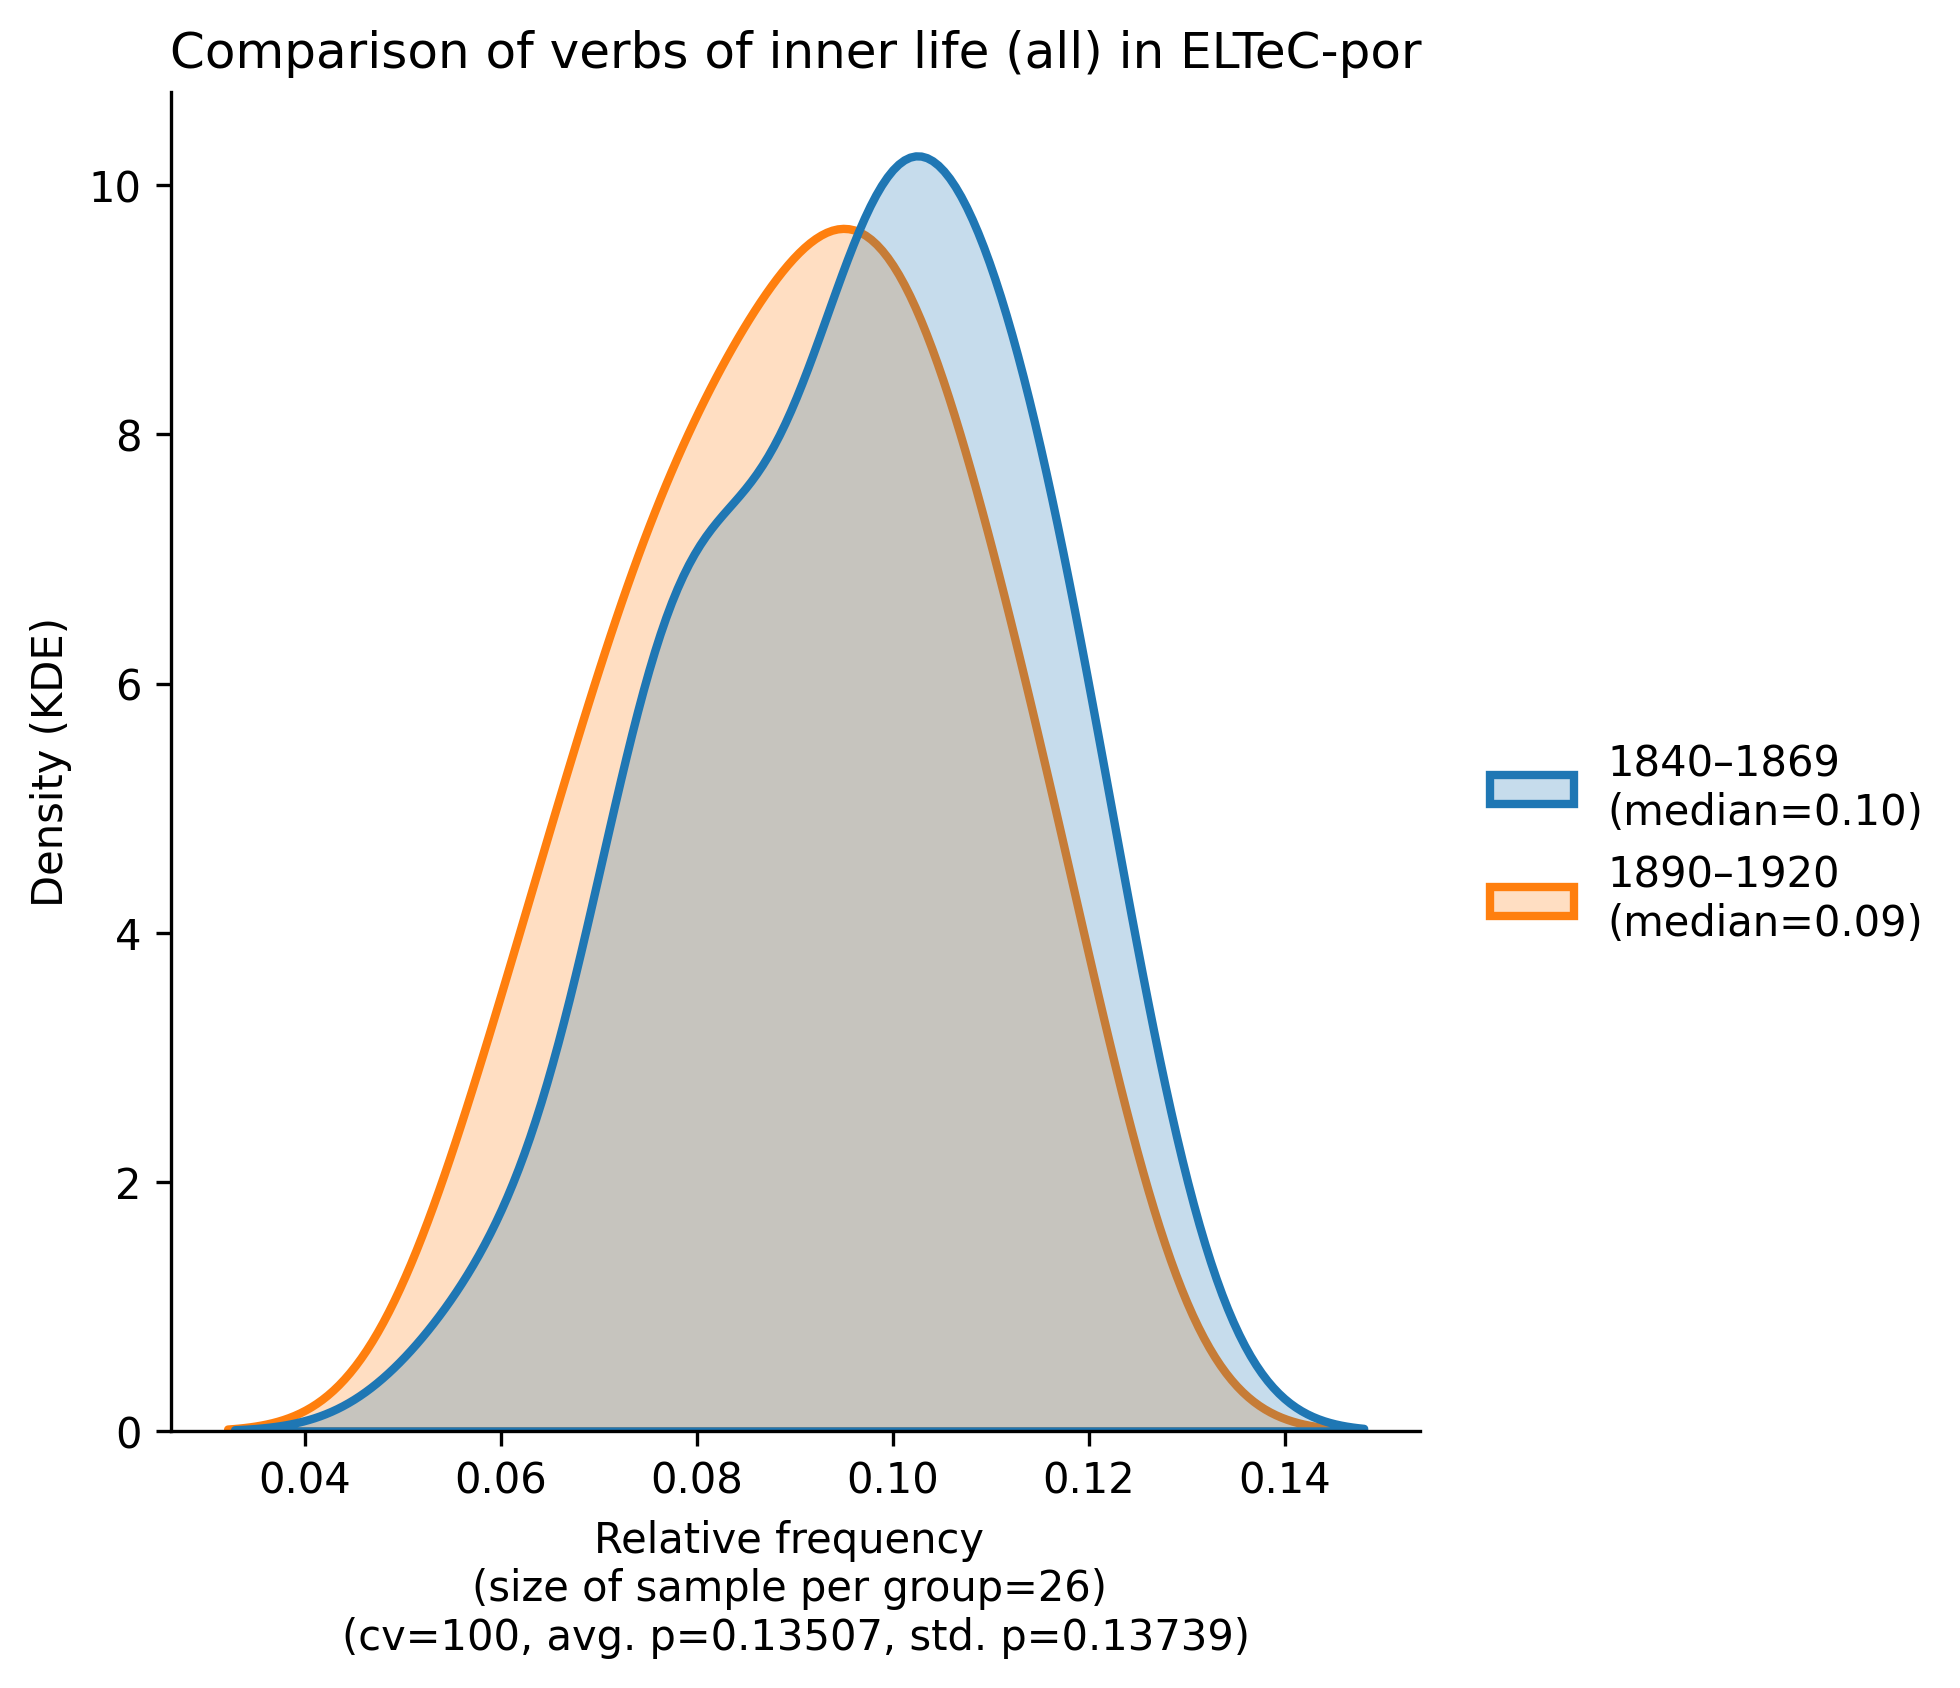 Comparison of verbs of inner life (all) in ELTeC-por
10
8
6
4
2
0
Density (KDE)
0.04 0.06 0.08 0.10 0.12 0.14
Relative frequency
(size of sample per group=26)
(cv=100, avg. p=0.13507, std. p=0.13739)
1840–1869
(median=0.10)
1890–1920
(median=0.09)